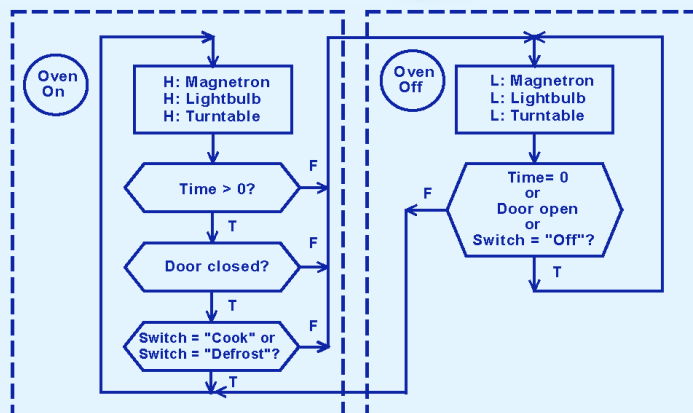 Oven
On
H: Magnetron
H: Lightbulb
H: Turntable
Time > 0?
F
T
Door closed?
F
T
Switch = "Cook" or
Switch = "Defrost"?
F
T
Oven
Off
L: Magnetron
L: Lightbulb
L: Turntable
Time= 0
or
Door open
or
Switch = "Off"?
F
T